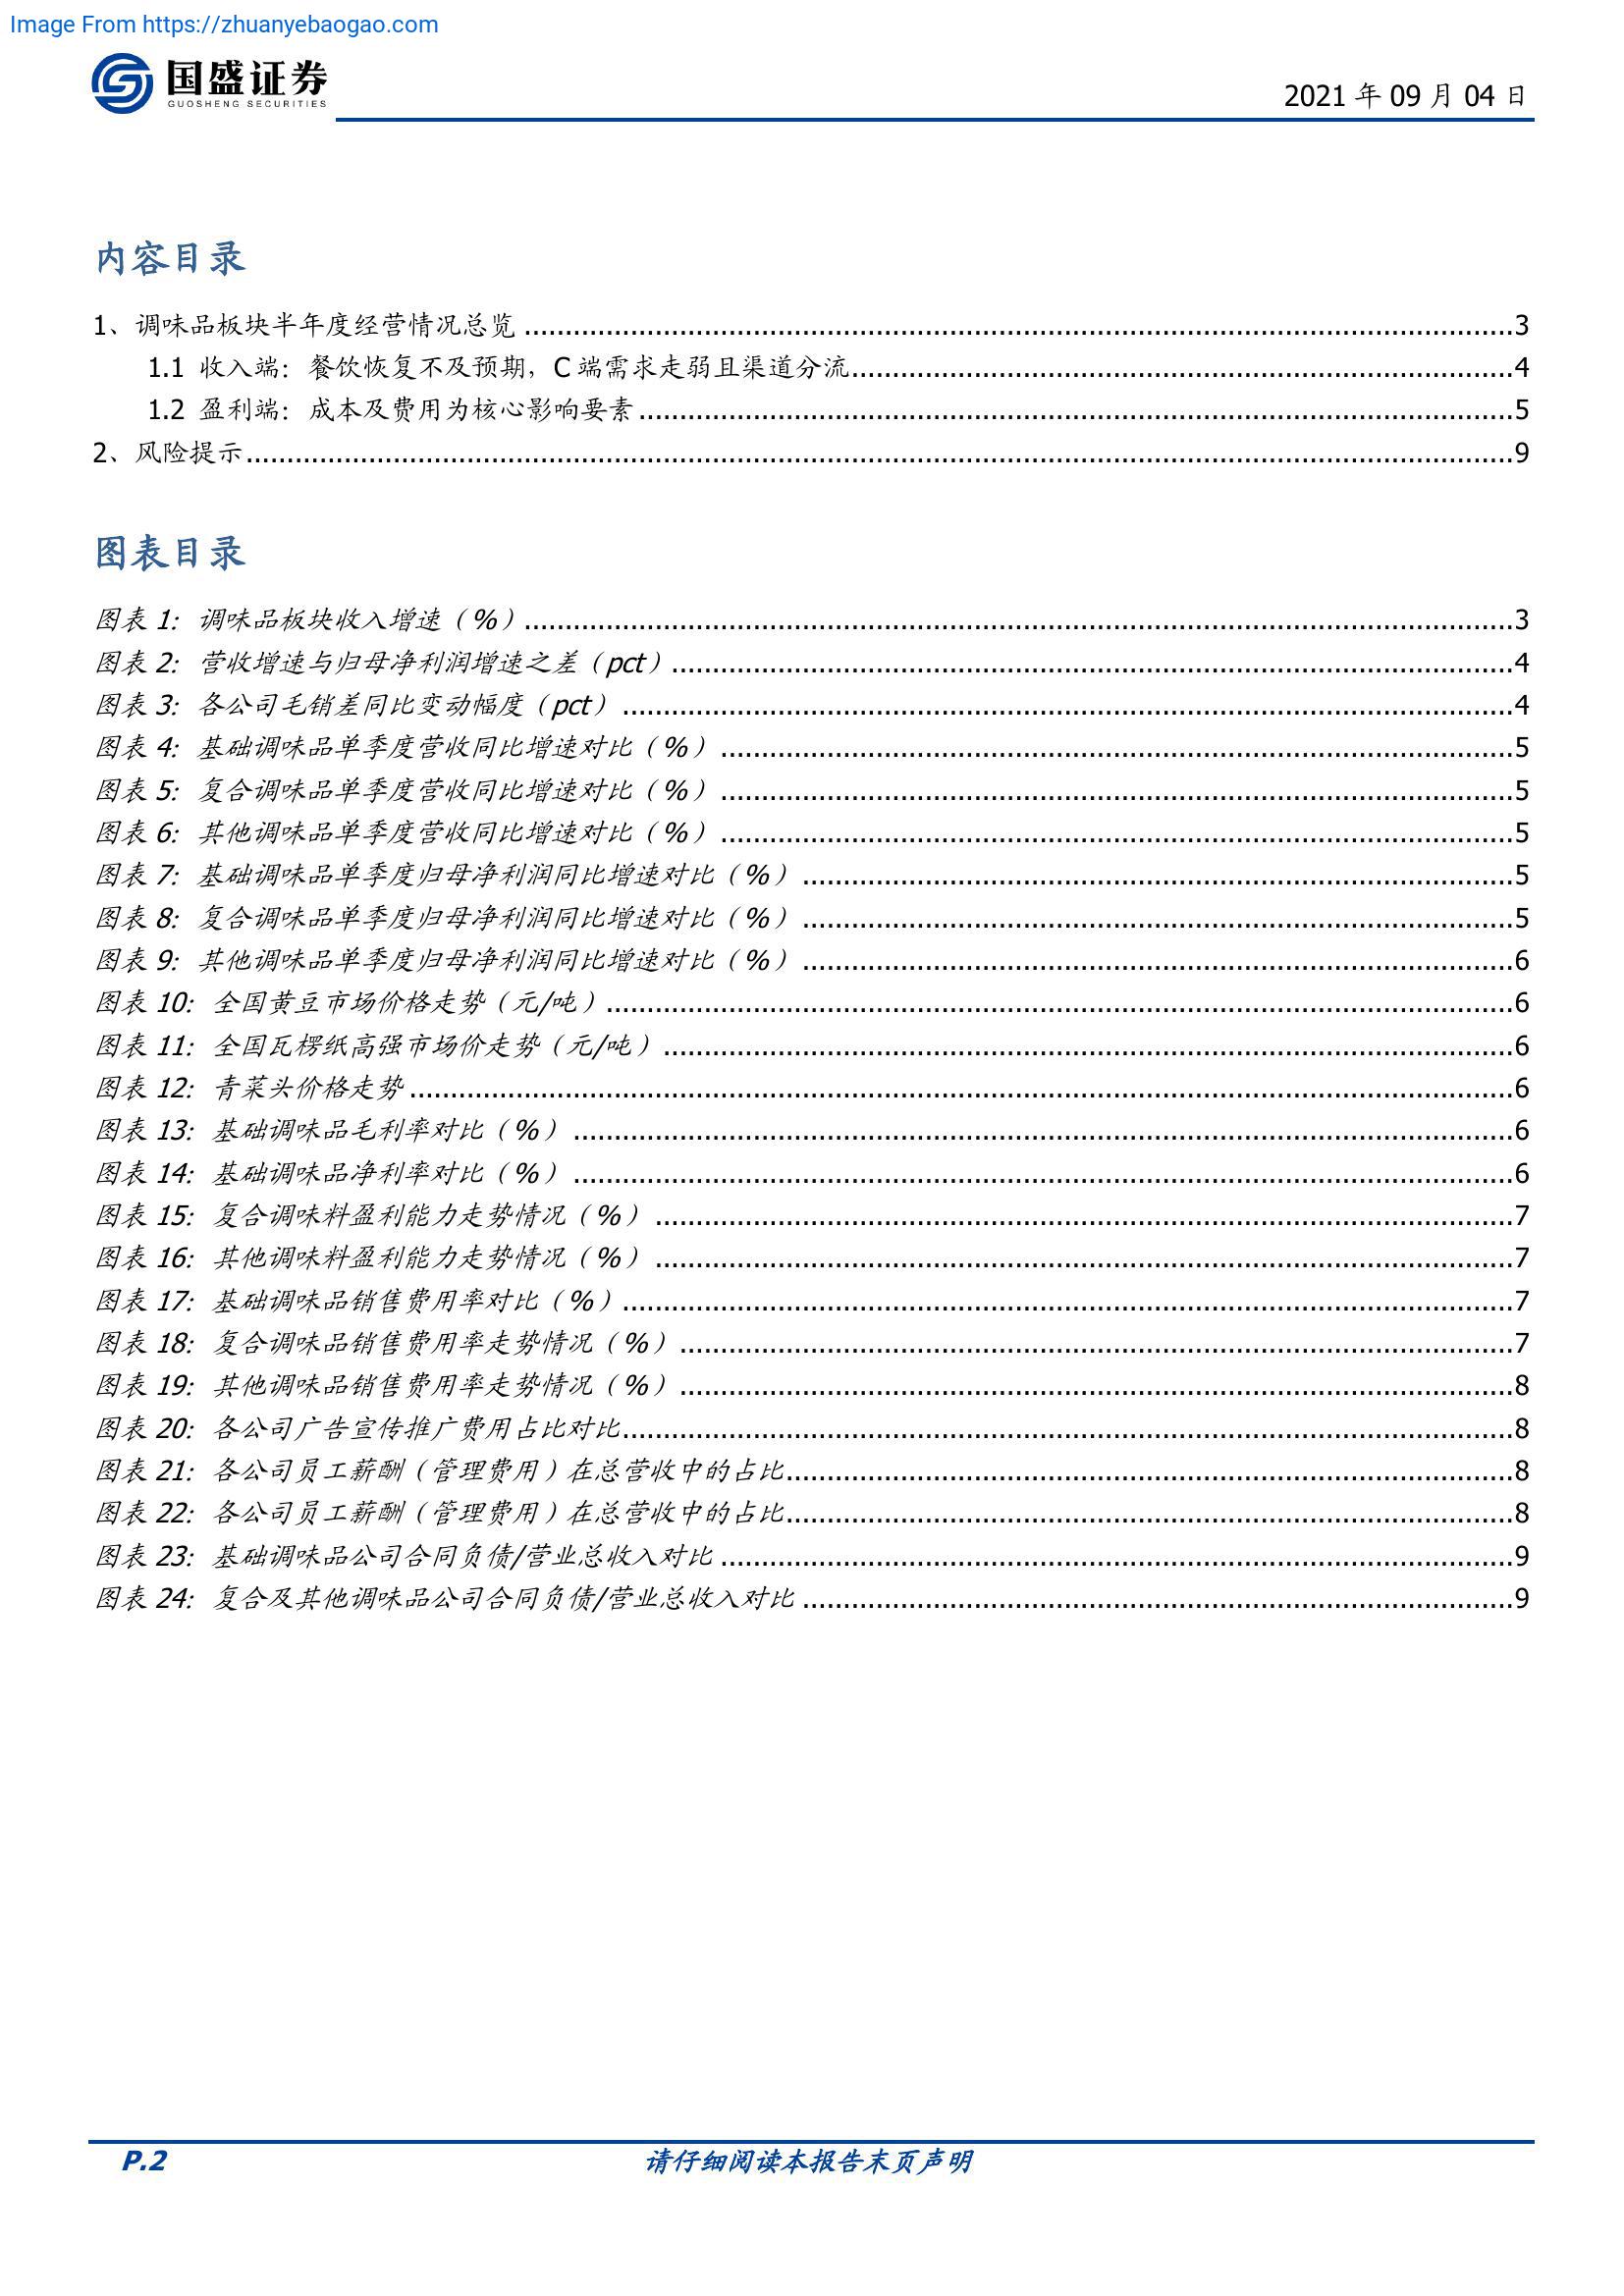 Image From https://zhuanyebaogao.com
国盛证券
GUOSHENG SECURITIES
2021 年 09 月 04 日
内容目录
1、调味品板块半年度经营情况总览 ........ 3
1.1 收入端：餐饮恢复不及预期，C 端需求走弱且渠道分流 ........ 4
1.2 盈利端：成本及费用为核心影响要素 ........ 5
2、风险提示 ........ 9
图表目录
图表 1: 调味品板块收入增速（%） ........ 3
图表 2: 营收增速与归母净利润增速之差（pct） ........ 4
图表 3: 各公司毛销差同比变动幅度（pct） ........ 4
图表 4: 基础调味品单季度营收同比增速对比（%） ........ 5
图表 5: 复合调味品单季度营收同比增速对比（%） ........ 5
图表 6: 其他调味品单季度营收同比增速对比（%） ........ 5
图表 7: 基础调味品单季度归母净利润同比增速对比（%） ........ 5
图表 8: 复合调味品单季度归母净利润同比增速对比（%） ........ 5
图表 9: 其他调味品单季度归母净利润同比增速对比（%） ........ 6
图表 10: 全国黄豆市场价格走势（元/吨） ........ 6
图表 11: 全国瓦楞纸高强市场价走势（元/吨） ........ 6
图表 12: 青菜头价格走势 ........ 6
图表 13: 基础调味品毛利率对比（%） ........ 6
图表 14: 基础调味品净利率对比（%） ........ 6
图表 15: 复合调味料盈利能力走势情况（%） ........ 7
图表 16: 其他调味料盈利能力走势情况（%） ........ 7
图表 17: 基础调味品销售费用率对比（%） ........ 7
图表 18: 复合调味品销售费用率走势情况（%） ........ 7
图表 19: 其他调味品销售费用率走势情况（%） ........ 8
图表 20: 各公司广告宣传推广费用占比对比 ........ 8
图表 21: 各公司员工薪酬（管理费用）在总营收中的占比 ........ 8
图表 22: 各公司员工薪酬（管理费用）在总营收中的占比 ........ 8
图表 23: 基础调味品公司合同负债/营业总收入对比 ........ 9
图表 24: 复合及其他调味品公司合同负债/营业总收入对比 ........ 9
P.2
请仔细阅读本报告末页声明